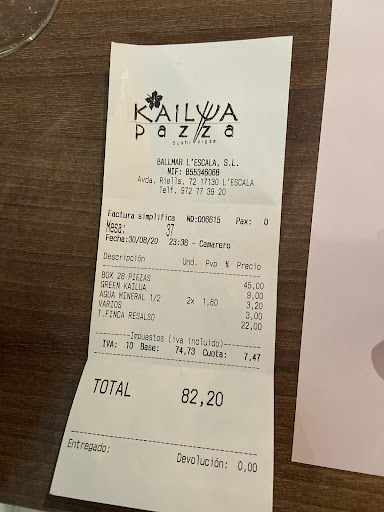 KAILUA
pazza
Sushi & pizza
BALLMAR L'ESCALA, S.L.
NIF: B55346068
Avda. Riells, 72 17130 L'ESCALA
Telf. 972 77 39 20
Factura simplifica NO:006615 Pax: 0
Mesa: 37
Fecha:30/08/20 23:36 - Camarero
Descripción Und. Pvp % Precio
BOX 28 PIEZAS 45,00
GREEN KAILUA 9,00
AGUA MINERAL 1/2 2x 1,60 3,20
VARIOS 3,00
T.FINCA RESALSO 22,00
Impuestos (iva incluido)
IVA: 10 Base: 74,73 Cuota: 7,47
TOTAL 82,20
Entregado: Devolución: 0,00